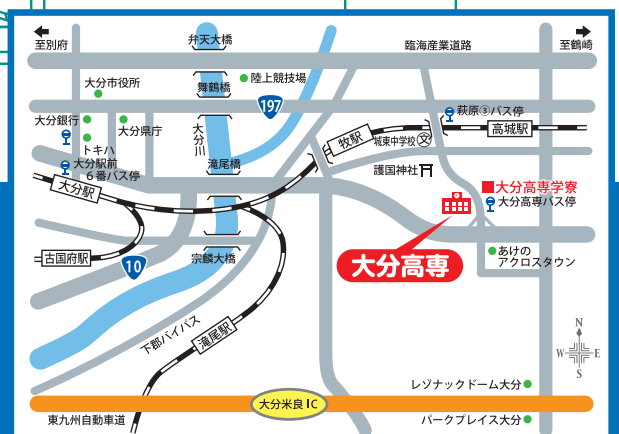 至別府
弁天大橋
臨海産業道路
至鶴崎
大分市役所
舞鶴橋
陸上競技場
197
大分銀行
大分県庁
萩原③バス停
トキハ
大分川
牧駅
城東中学校
文
高城駅
大分駅前
６番バス停
滝尾橋
護国神社
大分駅
大分高専学寮
大分高専バス停
古国府駅
10
宗麟大橋
大分高専
あけの
アクロスタウン
下郡バイパス
滝尾駅
N
W
E
S
レゾナックドーム大分
大分米良IC
東九州自動車道
パークプレイス大分